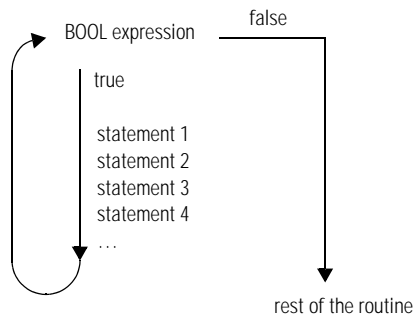 false
BOOL expression
true
statement 1
statement 2
statement 3
statement 4
...
rest of the routine